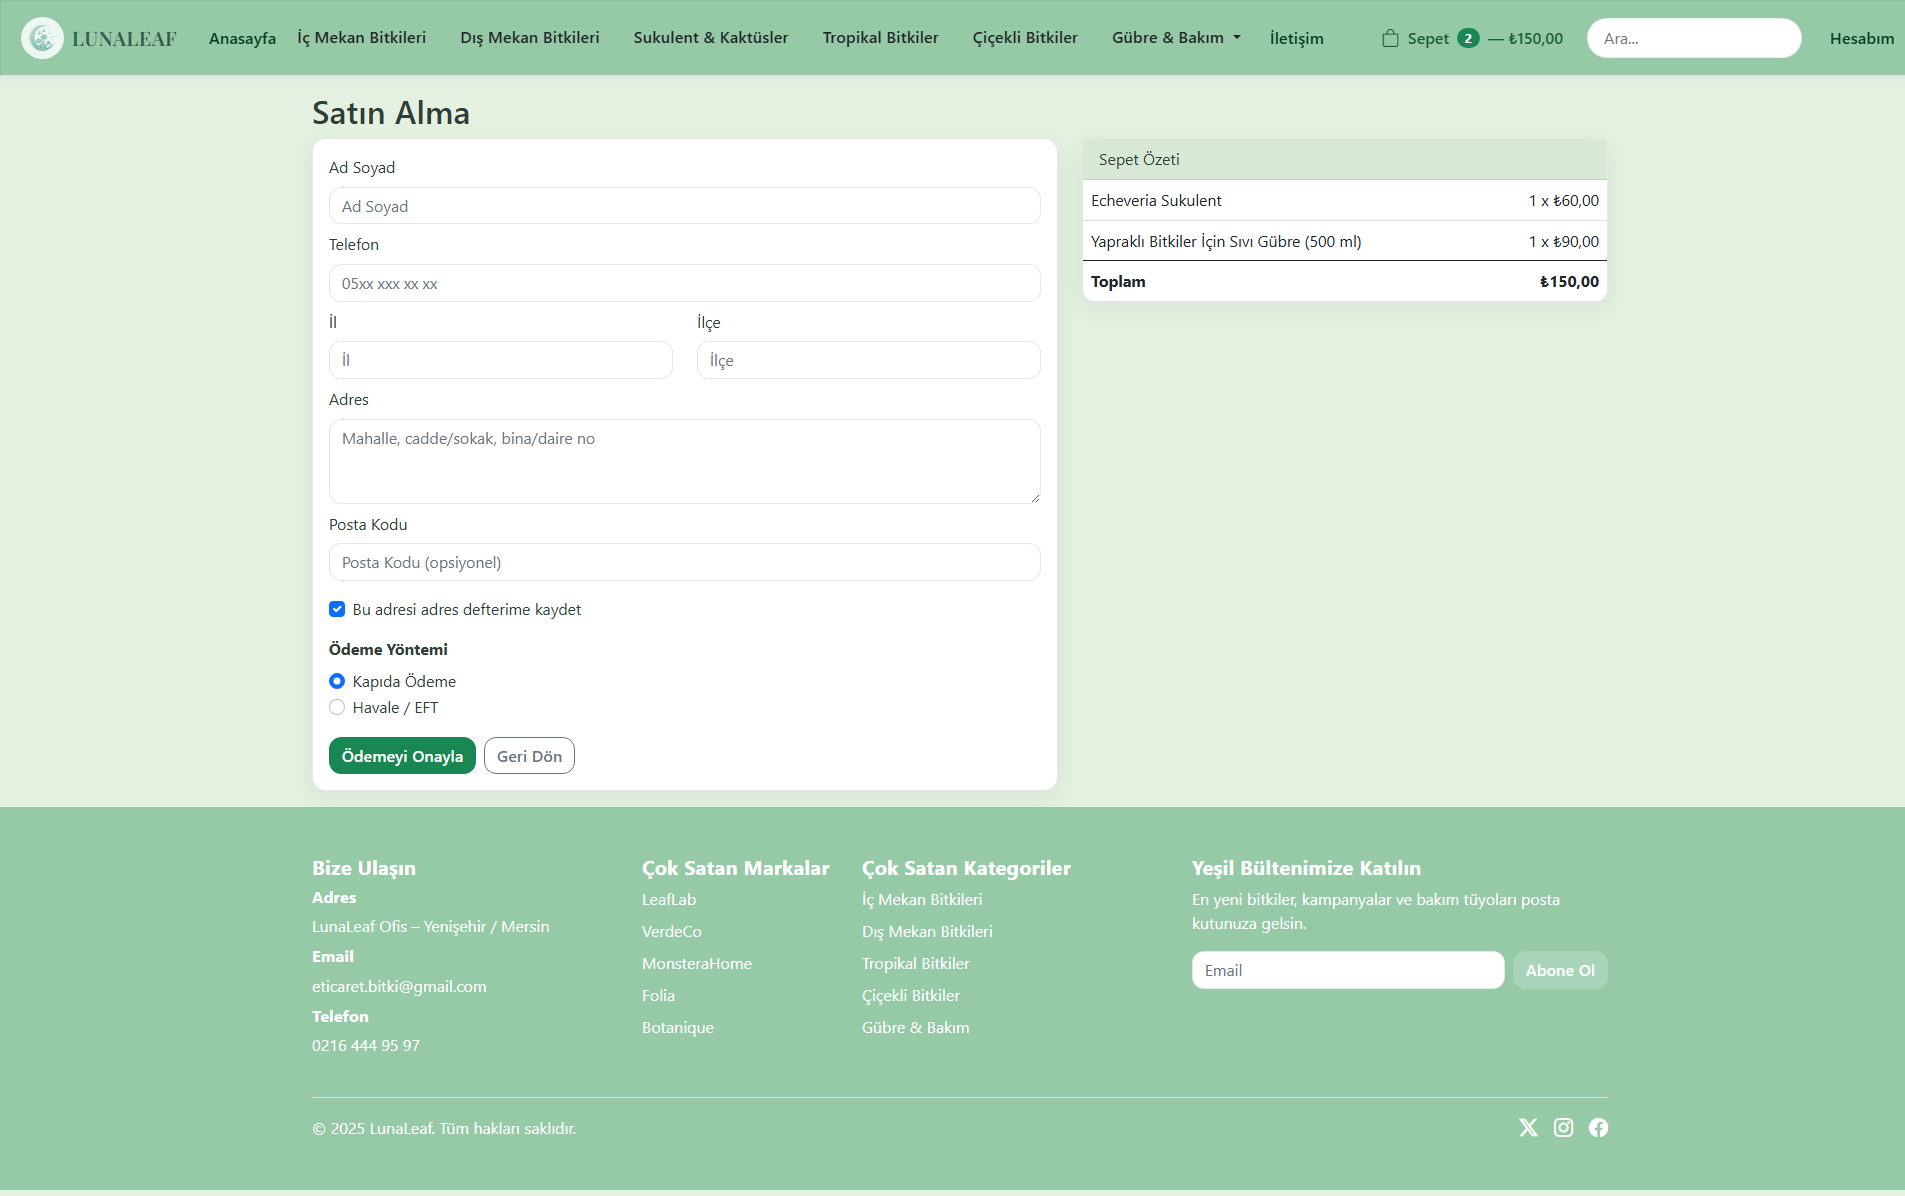 LUNALEAF Anasayfa İç Mekan Bitkileri Dış Mekan Bitkileri Sukulent & Kaktüsler Tropikal Bitkiler Çiçekli Bitkiler Gübre & Bakım İletişim Sepet 2 — ₺150,00 Ara... Hesabım
Satın Alma
Ad Soyad
Ad Soyad
Telefon
05xx xxx xx xx
İl İlçe
İl İlçe
Adres
Mahalle, cadde/sokak, bina/daire no
Posta Kodu
Posta Kodu (opsiyonel)
Bu adresi adres defterime kaydet
Ödeme Yöntemi
Kapıda Ödeme
Havale / EFT
Ödemeyi Onayla Geri Dön
Sepet Özeti
Echeveria Sukulent 1 x ₺60,00
Yapraklı Bitkiler İçin Sıvı Gübre (500 ml) 1 x ₺90,00
Toplam ₺150,00
Bize Ulaşın
Adres
LunaLeaf Ofis – Yenişehir / Mersin
Email
eticaret.bitki@gmail.com
Telefon
0216 444 95 97
Çok Satan Markalar
LeafLab
VerdeCo
MonsteraHome
Folia
Botanique
Çok Satan Kategoriler
İç Mekan Bitkileri
Dış Mekan Bitkileri
Tropikal Bitkiler
Çiçekli Bitkiler
Gübre & Bakım
Yeşil Bültenimize Katılın
En yeni bitkiler, kampanyalar ve bakım tüyoları posta
kutunuza gelsin.
Email Abone Ol
© 2025 LunaLeaf. Tüm hakları saklıdır.